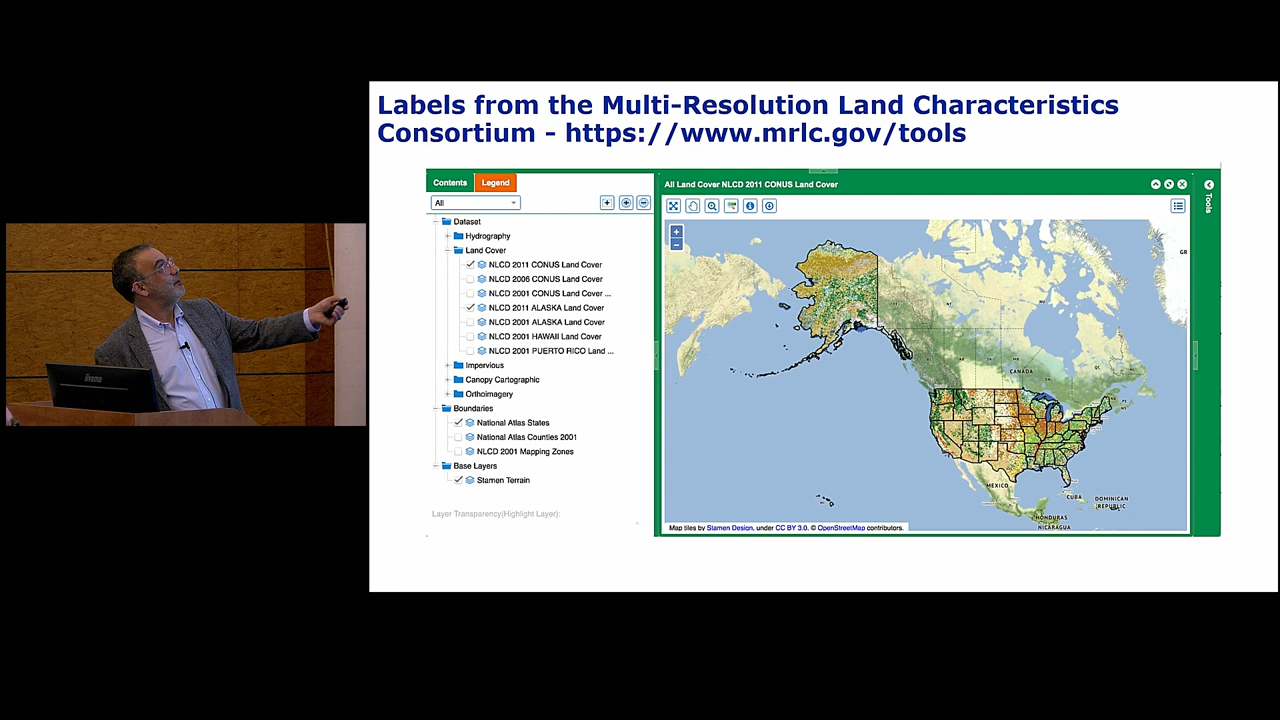 Labels from the Multi-Resolution Land Characteristics
Consortium - https://www.mrlc.gov/tools
Contents
Legend
All Land Cover NLCD 2011 CONUS Land Cover
Tools
All
Dataset
Hydrography
Land Cover
NLCD 2011 CONUS Land Cover
NLCD 2006 CONUS Land Cover
NLCD 2001 CONUS Land Cover ...
NLCD 2011 ALASKA Land Cover
NLCD 2001 ALASKA Land Cover
NLCD 2001 HAWAII Land Cover
NLCD 2001 PUERTO RICO Land ...
Impervious
Canopy Cartographic
Orthoimagery
Boundaries
National Atlas States
National Atlas Counties 2001
NLCD 2001 Mapping Zones
Base Layers
Stamen Terrain
Layer Transparency(Highlight Layer):
GR
CANADA
MEXICO
CUBA
DOMINICAN
REPUBLIC
HONDURAS
NICARAGUA
Map tiles by Stamen Design, under CC BY 3.0. © OpenStreetMap contributors.
iiyama